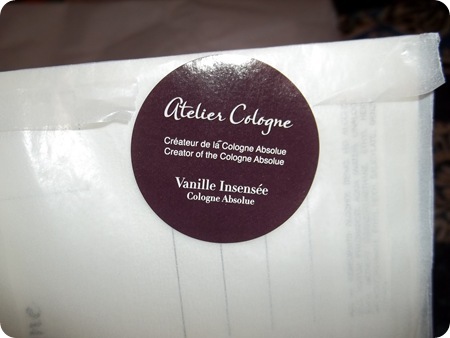 Atelier Cologne
Créateur de la Cologne Absolue
Creator of the Cologne Absolue
Vanille Insensée
Cologne Absolue